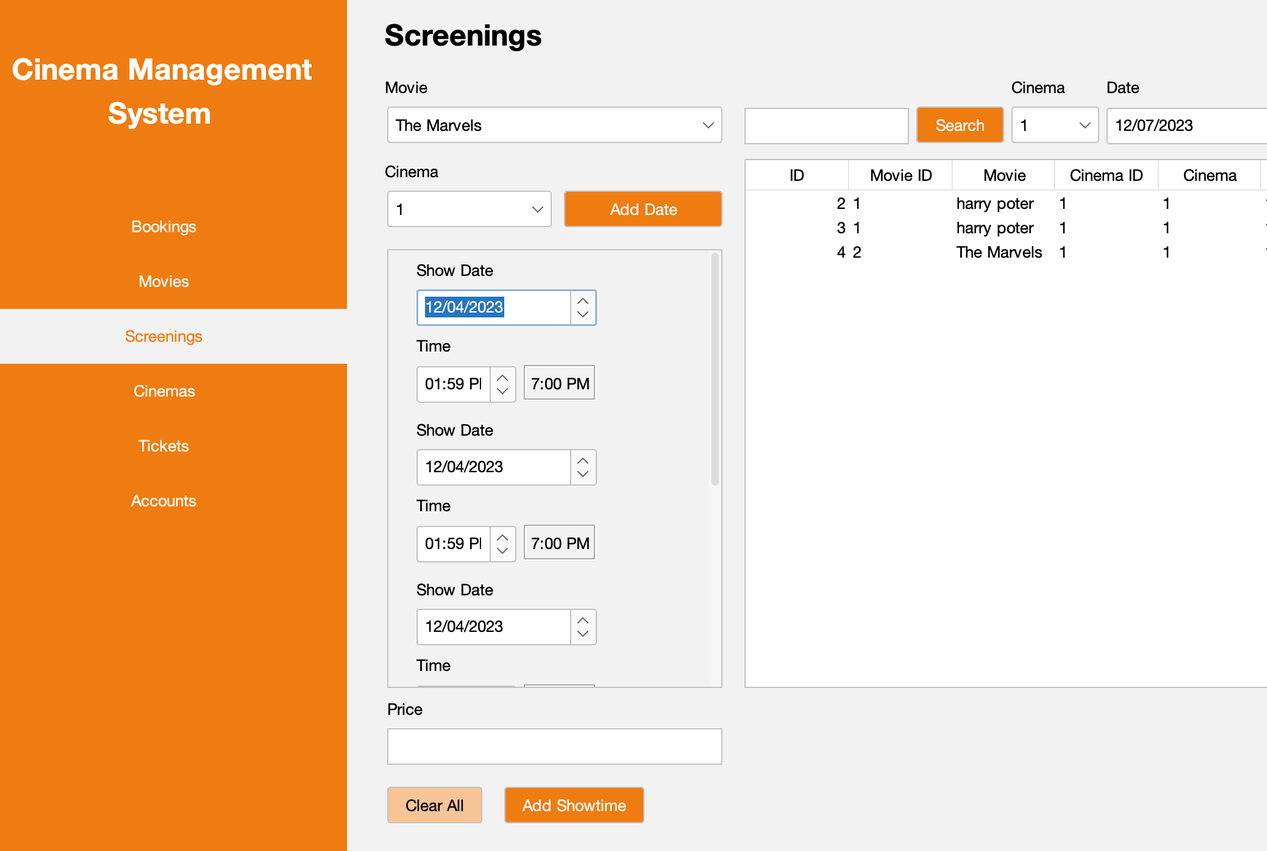 Cinema Management
System
Bookings
Movies
Screenings
Cinemas
Tickets
Accounts
Screenings
Movie
The Marvels
Cinema
1
Add Date
Show Date
12/04/2023
Time
01:59 P
7:00 PM
Show Date
12/04/2023
Time
01:59 P
7:00 PM
Show Date
12/04/2023
Time
Price
Clear All
Add Showtime
Cinema
Date
Search
1
12/07/2023
ID Movie ID Movie Cinema ID Cinema
2 1 harry poter 1 1
3 1 harry poter 1 1
4 2 The Marvels 1 1